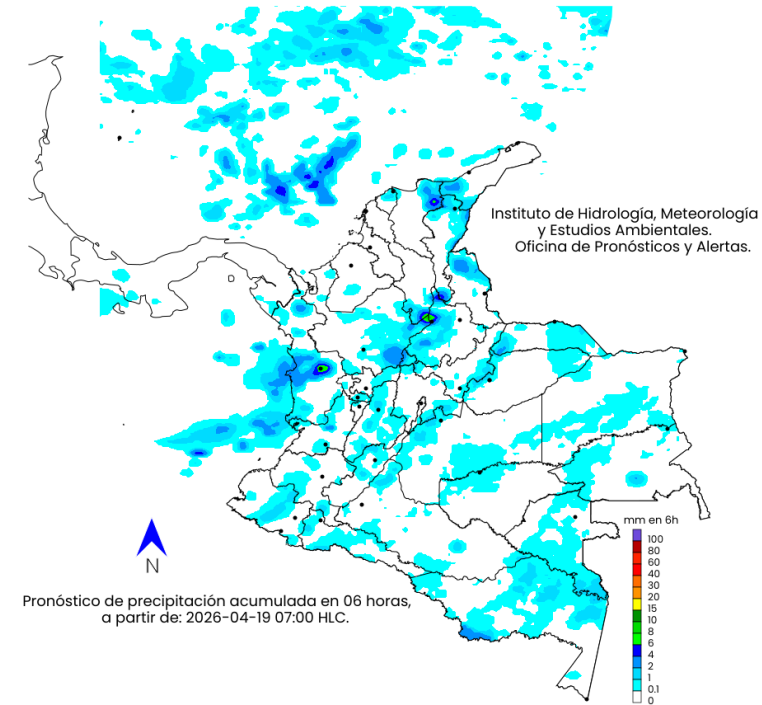 Instituto de Hidrología, Meteorología
y Estudios Ambientales.
Oficina de Pronósticos y Alertas.
mm en 6h
100
80
60
40
30
20
15
10
8
6
4
2
1
0.1
0
N
Pronóstico de precipitación acumulada en 06 horas,
a partir de: 2026-04-19 07:00 HLC.